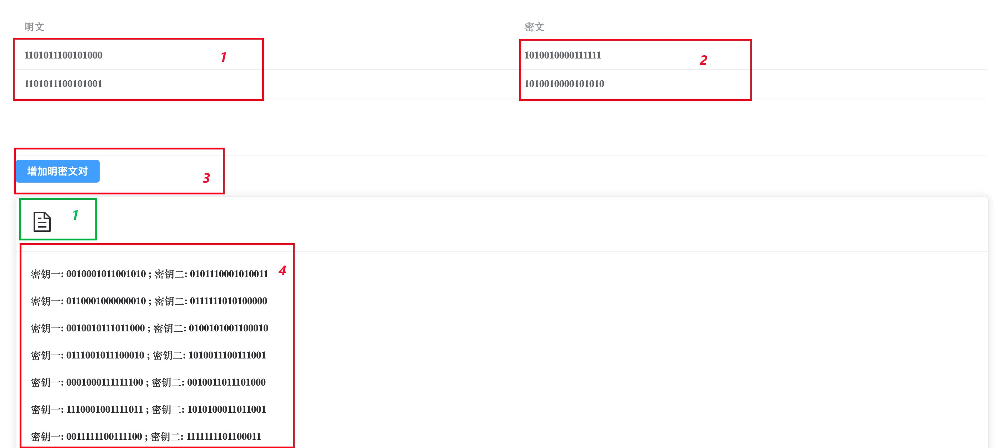 明文 密文
1101011100101000 1 1010010000111111 2
1101011100101001 1010010000101010
增加明密文对 3
1
密钥一: 0010001011001010 ; 密钥二: 0101110001010011 4
密钥一: 0110001000000010 ; 密钥二: 0111111010100000
密钥一: 0010010111011000 ; 密钥二: 0100101001100010
密钥一: 0111001011100010 ; 密钥二: 1010011100111001
密钥一: 0001000111111100 ; 密钥二: 0010011011101000
密钥一: 1110001001111011 ; 密钥二: 1010100011011001
密钥一: 0011111100111100 ; 密钥二: 1111111101100011